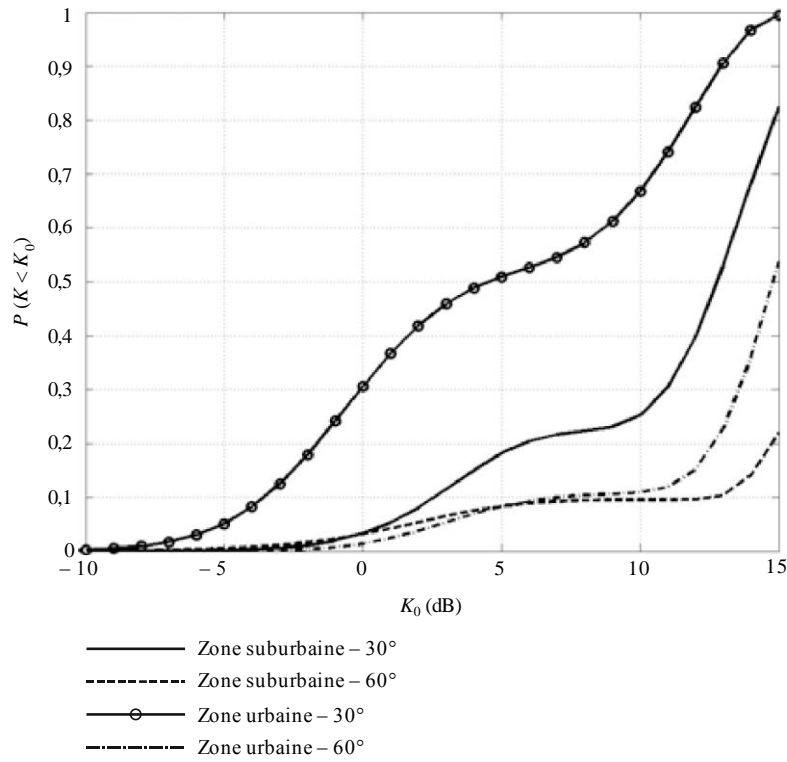 1
0,9
0,8
0,7
0,6
0,5
0,4
0,3
0,2
0,1
0
P (K < K₀)
– 10
– 5
0
5
10
15
K₀ (dB)
Zone suburbaine – 30°
Zone suburbaine – 60°
Zone urbaine – 30°
Zone urbaine – 60°